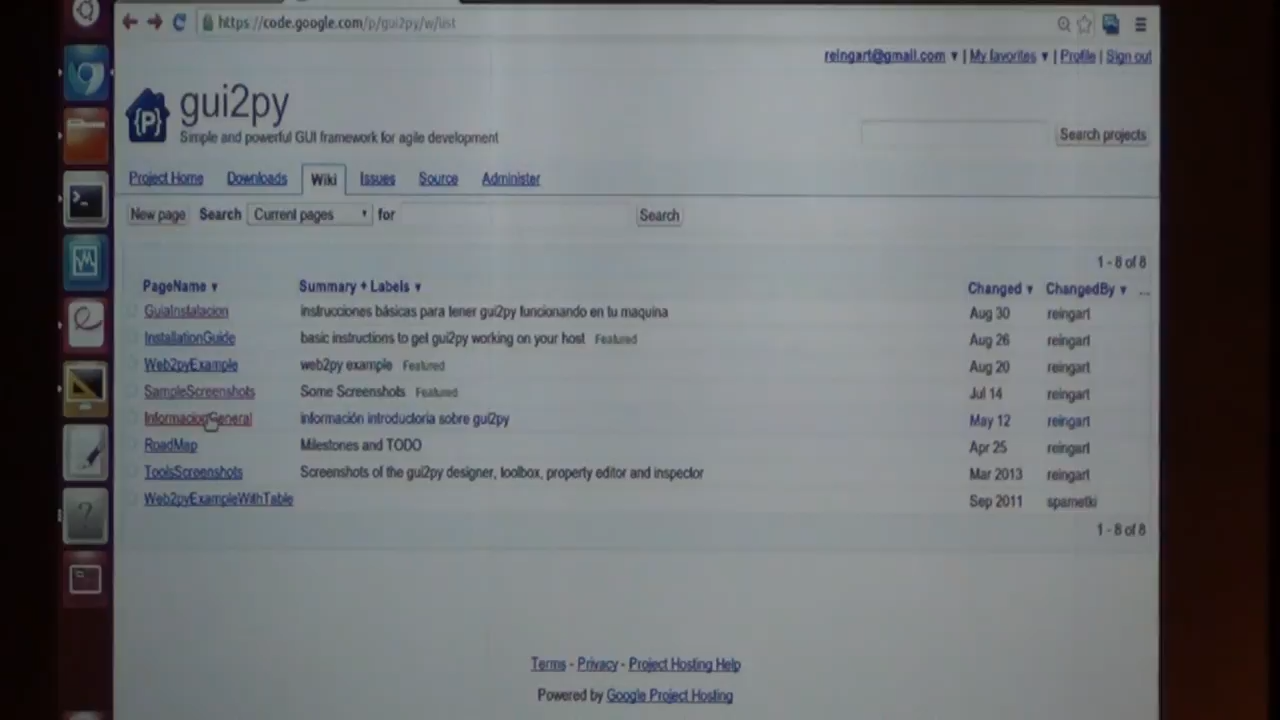 https://code.google.com/p/gui2py/w/list
reingart@gmail.com ▼ | My favorites ▼ | Profile | Sign out
{P}
gui2py
Simple and powerful GUI framework for agile development
Search projects
Project Home Downloads Wiki Issues Source Administer
New page Search Current pages for Search
1 - 8 of 8
PageName ▼ Summary + Labels ▼ Changed ▼ ChangedBy ▼ ...
GuiaInstalacion instrucciones básicas para tener gui2py funcionando en tu maquina Aug 30 reingart
InstallationGuide basic instructions to get gui2py working on your host Featured Aug 26 reingart
Web2pyExample web2py example Featured Aug 20 reingart
SampleScreenshots Some Screenshots Featured Jul 14 reingart
InformacionGeneral información introductoria sobre gui2py May 12 reingart
RoadMap Milestones and TODO Apr 25 reingart
ToolsScreenshots Screenshots of the gui2py designer, toolbox, property editor and inspector Mar 2013 reingart
Web2pyExampleWithTable Sep 2011 spametki
1 - 8 of 8
Terms - Privacy - Project Hosting Help
Powered by Google Project Hosting